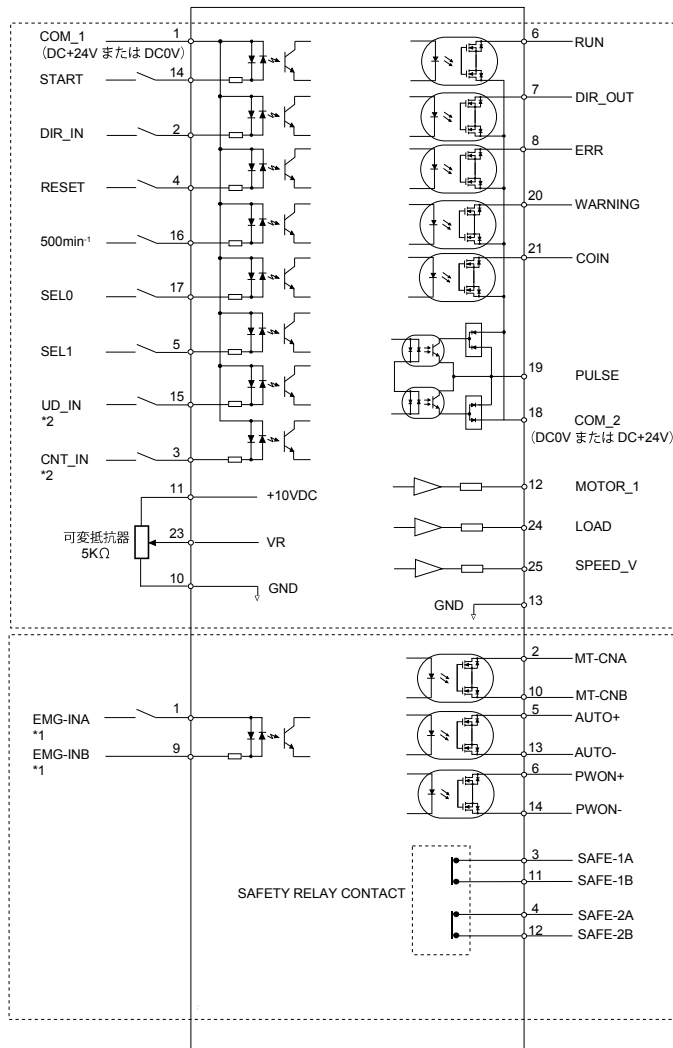 COM_1
1
（DC+24V または DC0V）
START
14
DIR_IN
2
RESET
4
500min-1
16
SEL0
17
SEL1
5
UD_IN
15
*2
CNT_IN
3
*2
11
+10VDC
可変抵抗器
5KΩ
23
VR
10
GND
6
RUN
7
DIR_OUT
8
ERR
20
WARNING
21
COIN
19
PULSE
18
COM_2
（DC0V または DC+24V）
12
MOTOR_1
24
LOAD
25
SPEED_V
GND
13
EMG-INA
1
*1
EMG-INB
9
*1
2
MT-CNA
10
MT-CNB
5
AUTO+
13
AUTO-
6
PWON+
14
PWON-
SAFETY RELAY CONTACT
3
SAFE-1A
11
SAFE-1B
4
SAFE-2A
12
SAFE-2B